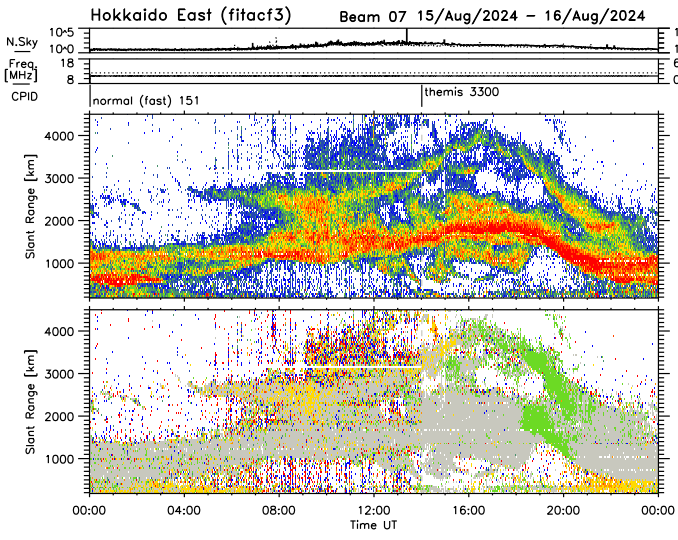 Hokkaido East (fitacf3) Beam 07 15/Aug/2024 – 16/Aug/2024
N.Sky 10^5 10^0
Freq. [MHz] 18 8
CPID normal (fast) 151 themis 3300
Slant Range [km] 4000 3000 2000 1000
Slant Range [km] 4000 3000 2000 1000
00:00 04:00 08:00 12:00 16:00 20:00 00:00
Time UT